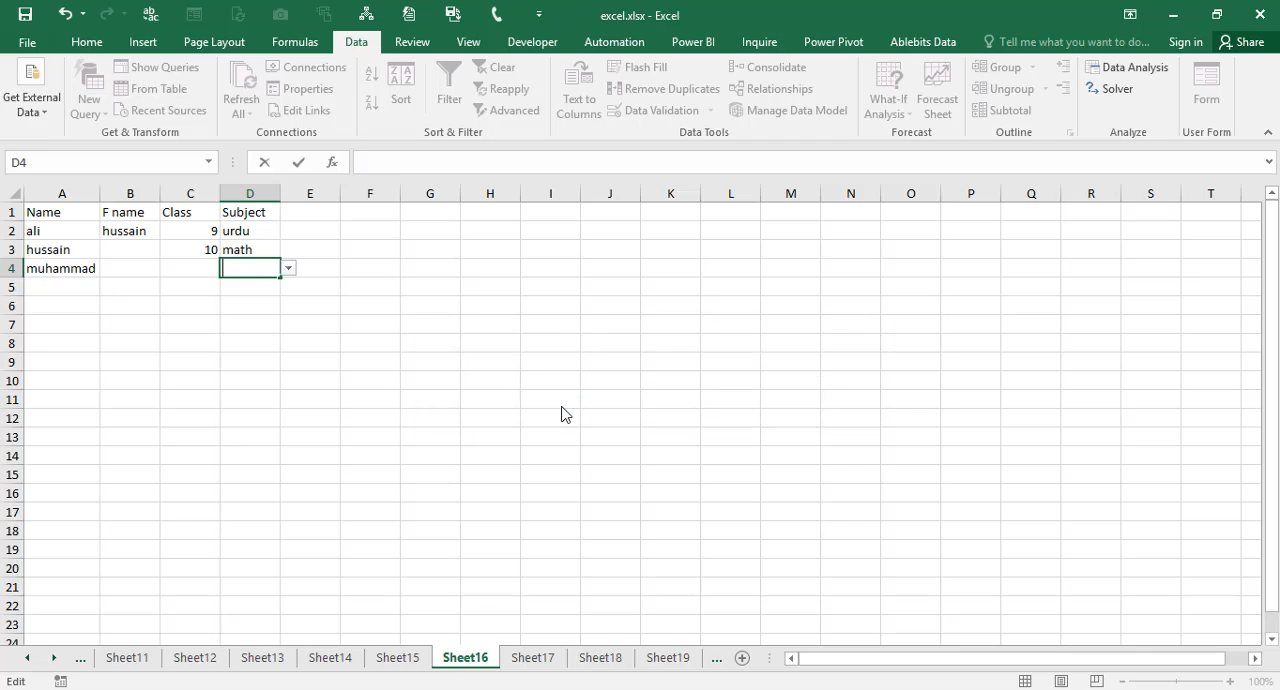 excel.xlsx - Excel
File Home Insert Page Layout Formulas Data Review View Developer Automation Power BI Inquire Power Pivot Ablebits Data Tell me what you want to do... Sign in Share
Get External Data
New Query
Show Queries
From Table
Recent Sources
Get & Transform
Refresh All
Connections
Properties
Edit Links
Connections
Sort
Filter
Clear
Reapply
Advanced
Sort & Filter
Text to Columns
Flash Fill
Remove Duplicates
Data Validation
Consolidate
Relationships
Manage Data Model
Data Tools
What-If Analysis
Forecast Sheet
Forecast
Group
Ungroup
Subtotal
Outline
Data Analysis
Solver
Analyze
Form
User Form
D4 fx
A B C D E F G H I J K L M N O P Q R S T
1 Name F name Class Subject
2 ali hussain 9 urdu
3 hussain 10 math
4 muhammad
5
6
7
8
9
10
11
12
13
14
15
16
17
18
19
20
21
22
23
24
... Sheet11 Sheet12 Sheet13 Sheet14 Sheet15 Sheet16 Sheet17 Sheet18 Sheet19 ...
Edit 100%